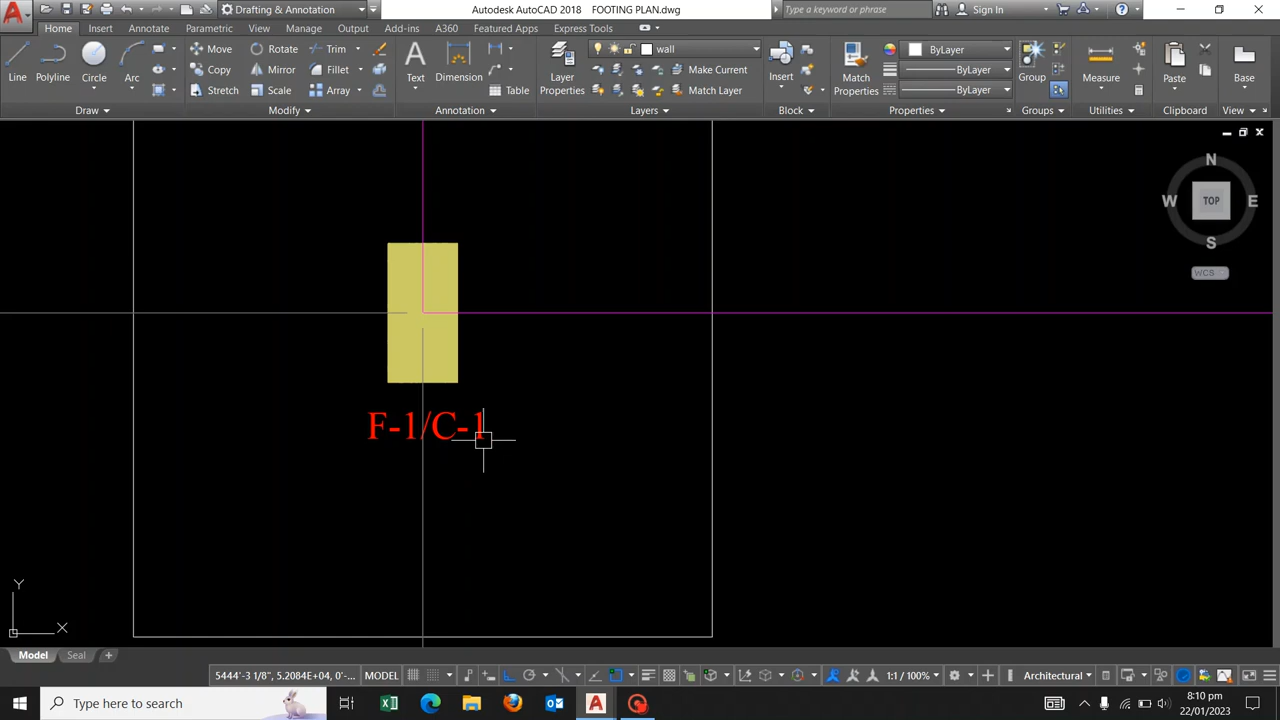 Drafting & Annotation
Autodesk AutoCAD 2018 FOOTING PLAN.dwg
Type a keyword or phrase
Sign In
Home Insert Annotate Parametric View Manage Output Add-ins A360 Featured Apps Express Tools
Line Polyline Circle Arc
Move Rotate Trim
Copy Mirror Fillet
Stretch Scale Array
Text Dimension Table
Layer Properties
wall
Make Current
Match Layer
Insert
Match Properties
ByLayer
ByLayer
ByLayer
Group Measure Paste Base
Draw Modify Annotation Layers Block Properties Groups Utilities Clipboard View
N
W TOP E
S
WCS
F-1/C-1
Y
X
Model Seal
5444'-3 1/8", 5.2084E+04, 0'-... MODEL 1:1 / 100% Architectural
Type here to search
8:10 pm
22/01/2023